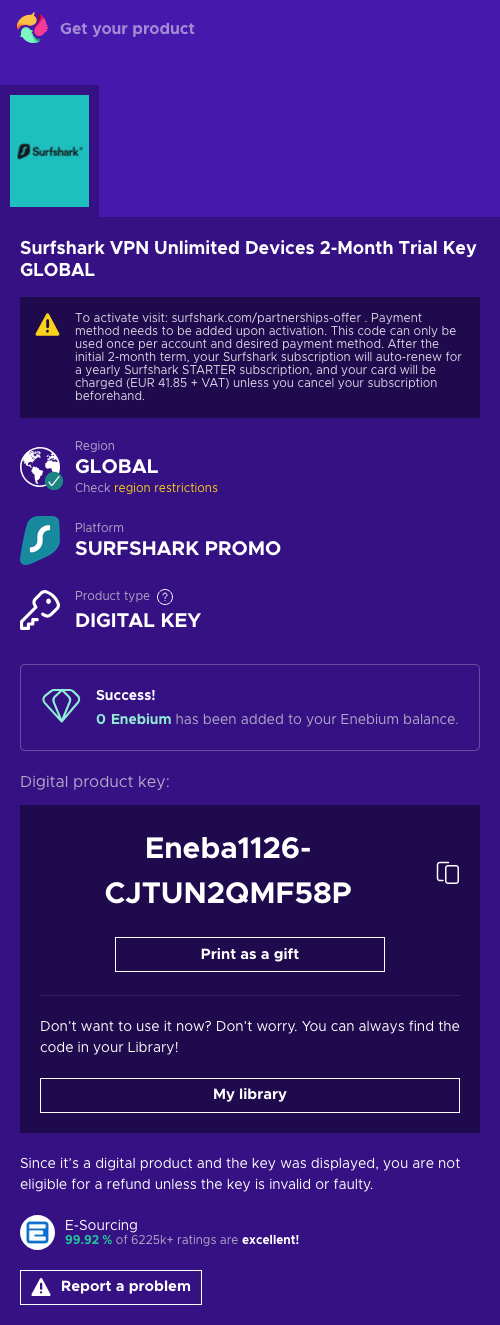 Get your product
Surfshark®
Surfshark VPN Unlimited Devices 2-Month Trial Key
GLOBAL
To activate visit: surfshark.com/partnerships-offer . Payment
method needs to be added upon activation. This code can only be
used once per account and desired payment method. After the
initial 2-month term, your Surfshark subscription will auto-renew for
a yearly Surfshark STARTER subscription, and your card will be
charged (EUR 41.85 + VAT) unless you cancel your subscription
beforehand.
Region
GLOBAL
Check region restrictions
Platform
SURFSHARK PROMO
Product type ?
DIGITAL KEY
Success!
0 Enebium has been added to your Enebium balance.
Digital product key:
Eneba1126-
CJTUN2QMF58P
Print as a gift
Don't want to use it now? Don't worry. You can always find the
code in your Library!
My library
Since it's a digital product and the key was displayed, you are not
eligible for a refund unless the key is invalid or faulty.
E-Sourcing
99.92 % of 6225k+ ratings are excellent!
Report a problem